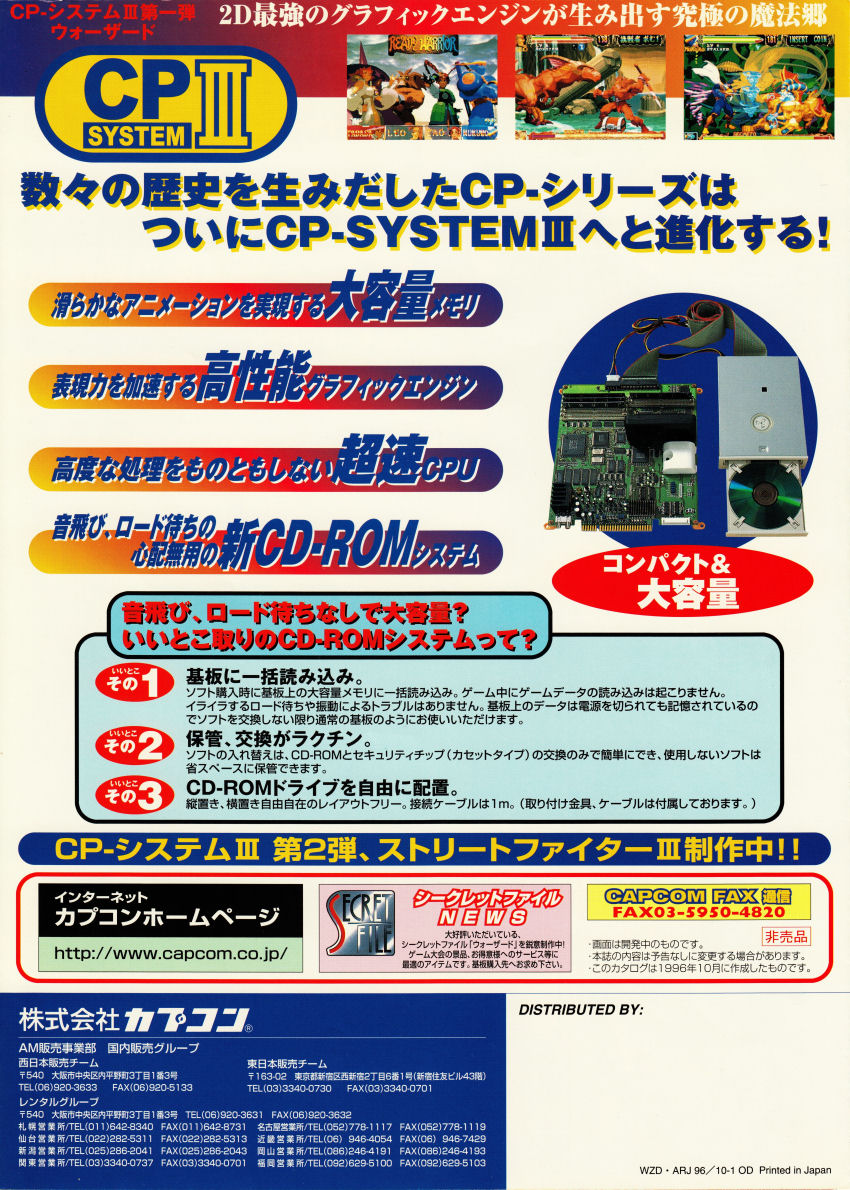 CP-システムⅢ第一弾
ウォーザード
2D最強のグラフィックエンジンが生み出す究極の魔法郷
CP
SYSTEM
Ⅲ
READY WARRIOR
LEO
TAO
MUKURO
INSERT COIN
数々の歴史を生みだしたCP-シリーズは
ついにCP-SYSTEMⅢへと進化する!
滑らかなアニメーションを実現する大容量メモリ
表現力を加速する高性能グラフィックエンジン
高度な処理をものともしない超速CPU
音飛び、ロード待ちの
心配無用の新CD-ROMシステム
コンパクト&
大容量
音飛び、ロード待ちなしで大容量?
いいとこ取りのCD-ROMシステムって?
いいとこ
その1
基板に一括読み込み。
ソフト購入時に基板上の大容量メモリに一括読み込み。ゲーム中にゲームデータの読み込みは起こりません。
イライラするロード待ちや振動によるトラブルはありません。基板上のデータは電源を切られても記憶されているの
でソフトを交換しない限り通常の基板のようにお使いいただけます。
いいとこ
その2
保管、交換がラクチン。
ソフトの入れ替えは、CD-ROMとセキュリティチップ(カセットタイプ)の交換のみで簡単にでき、使用しないソフトは
省スペースに保管できます。
いいとこ
その3
CD-ROMドライブを自由に配置。
縦置き、横置き自由自在のレイアウトフリー。接続ケーブルは1m。(取り付け金具、ケーブルは付属しております。)
CP-システムⅢ 第2弾、ストリートファイターⅢ制作中!!
インターネット
カプコンホームページ
http://www.capcom.co.jp/
SECRET
FILE
シークレットファイル
NEWS
大好評いただいている、
シークレットファイル「ウォーザード」を鋭意制作中!
ゲーム大会の景品、お得意様へのサービス等に
最適のアイテムです。基板購入先へお求め下さい。
CAPCOM FAX 通信
FAX03-5950-4820
非売品
・画面は開発中のものです。
・本誌の内容は予告なしに変更する場合があります。
・このカタログは1996年10月に作成したものです。
株式会社カプコン®
AM販売事業部 国内販売グループ
西日本販売チーム
〒540 大阪市中央区内平野町3丁目1番3号
TEL(06)920-3633 FAX(06)920-5133
東日本販売チーム
〒163-02 東京都新宿区西新宿2丁目6番1号(新宿住友ビル43階)
TEL(03)3340-0730 FAX(03)3340-0701
レンタルグループ
〒540 大阪市中央区内平野町3丁目1番3号 TEL(06)920-3631 FAX(06)920-3632
札幌営業所/TEL(011)642-8340 FAX(011)642-8731 名古屋営業所/TEL(052)778-1117 FAX(052)778-1119
仙台営業所/TEL(022)282-5311 FAX(022)282-5313 近畿営業所/TEL(06) 946-4054 FAX(06) 946-7429
新潟営業所/TEL(025)286-2041 FAX(025)286-2043 岡山営業所/TEL(086)246-4191 FAX(086)246-4193
関東営業所/TEL(03)3340-0737 FAX(03)3340-0701 福岡営業所/TEL(092)629-5100 FAX(092)629-5103
DISTRIBUTED BY:
WZD・ARJ 96/10-1 OD Printed in Japan